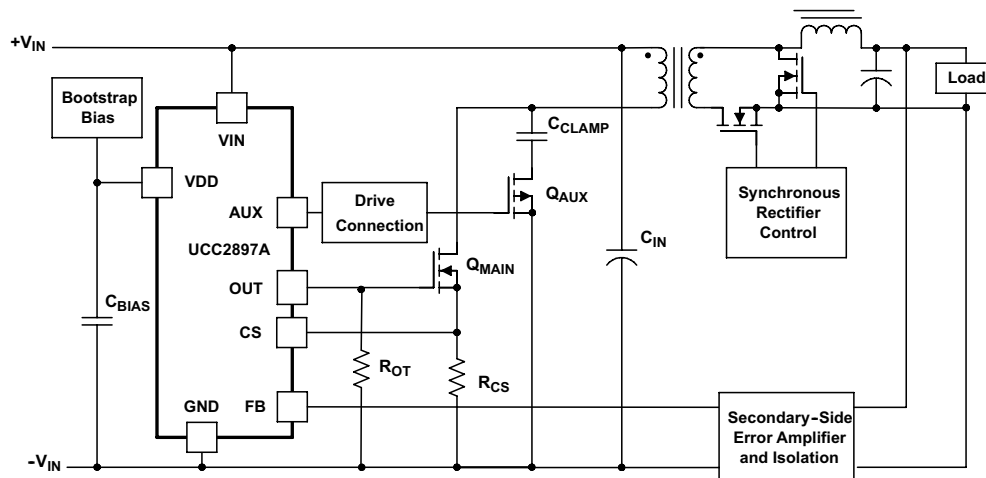 +VIN
Bootstrap
Bias
VIN
VDD
AUX
UCC2897A
OUT
CS
FB
GND
CBIAS
-VIN
Drive
Connection
CCLAMP
QAUX
QMAIN
ROT
RCS
CIN
Synchronous
Rectifier
Control
Load
Secondary-Side
Error Amplifier
and Isolation